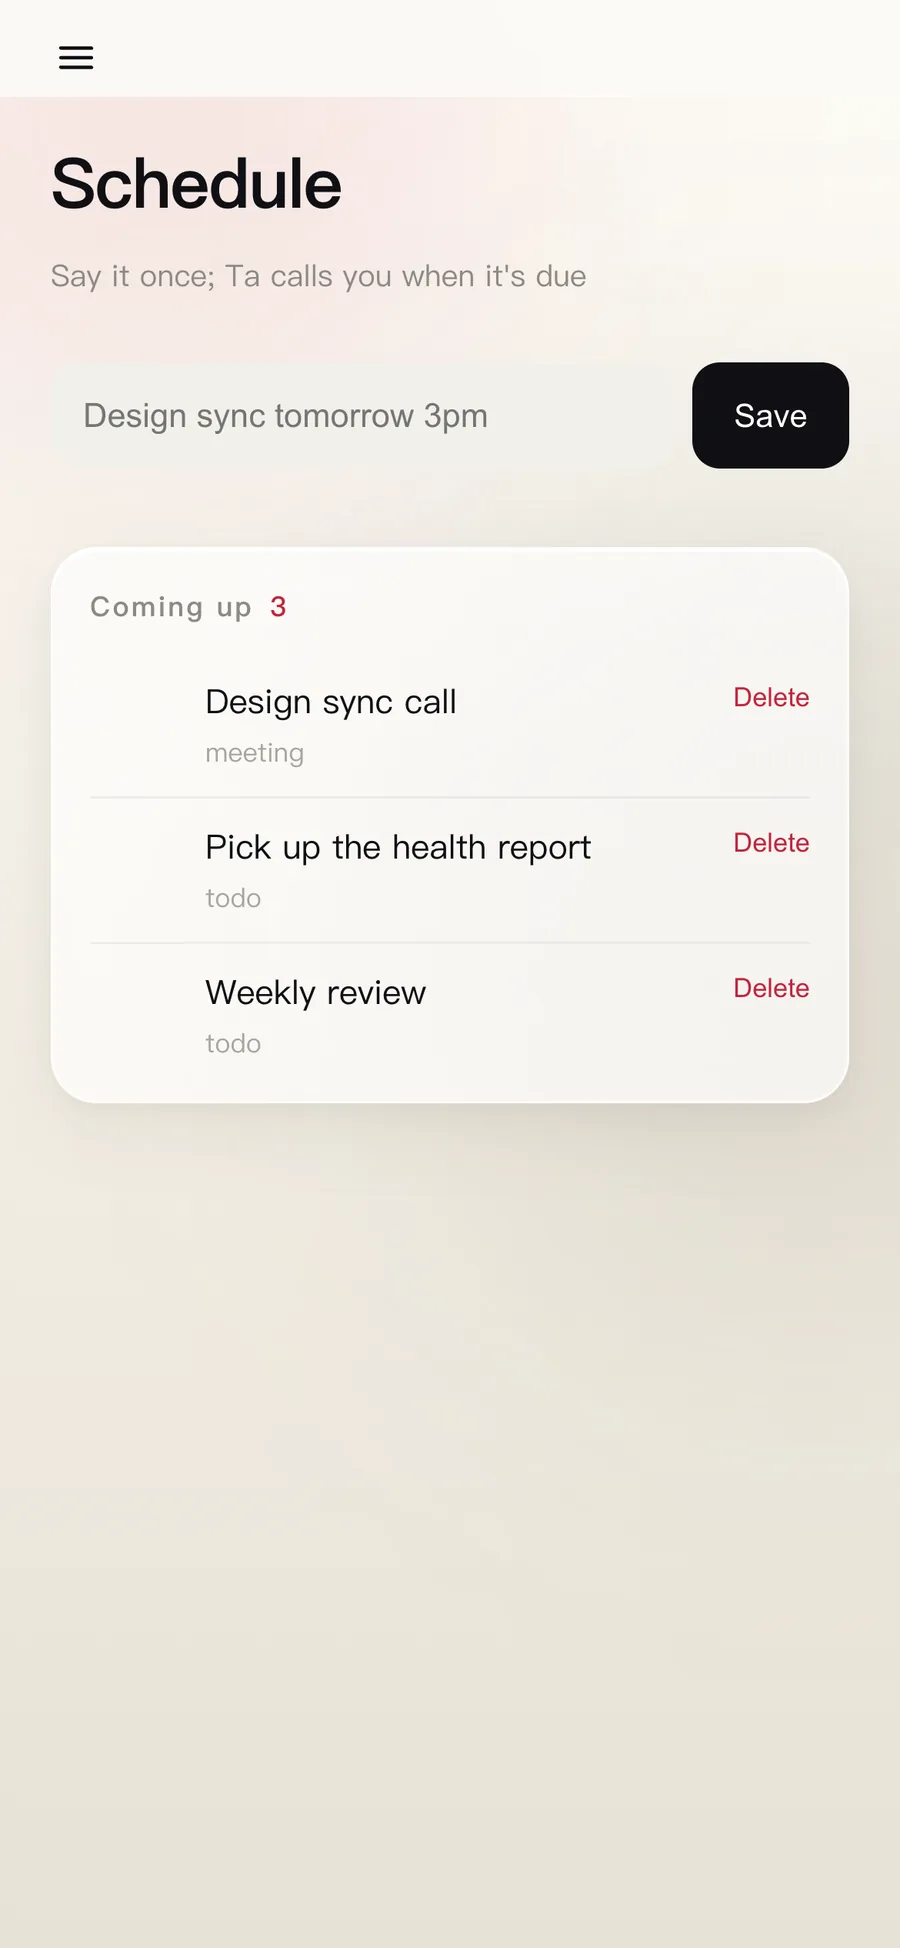 Schedule
Say it once; Ta calls you when it's due
Design sync tomorrow 3pm
Save
Coming up 3
Design sync call
Delete
meeting
Pick up the health report
Delete
todo
Weekly review
Delete
todo